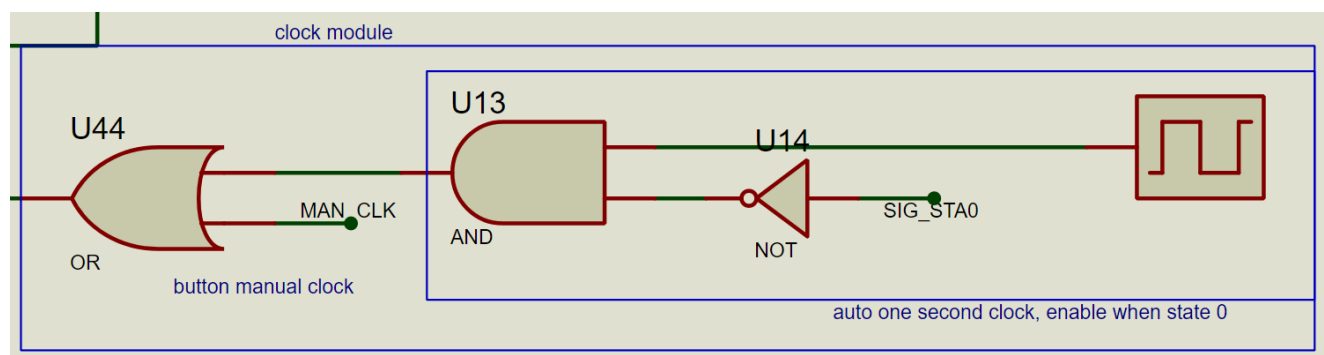 clock module
U13
U44
U14
MAN_CLK
SIG_STA0
AND
NOT
OR
button manual clock
auto one second clock, enable when state 0